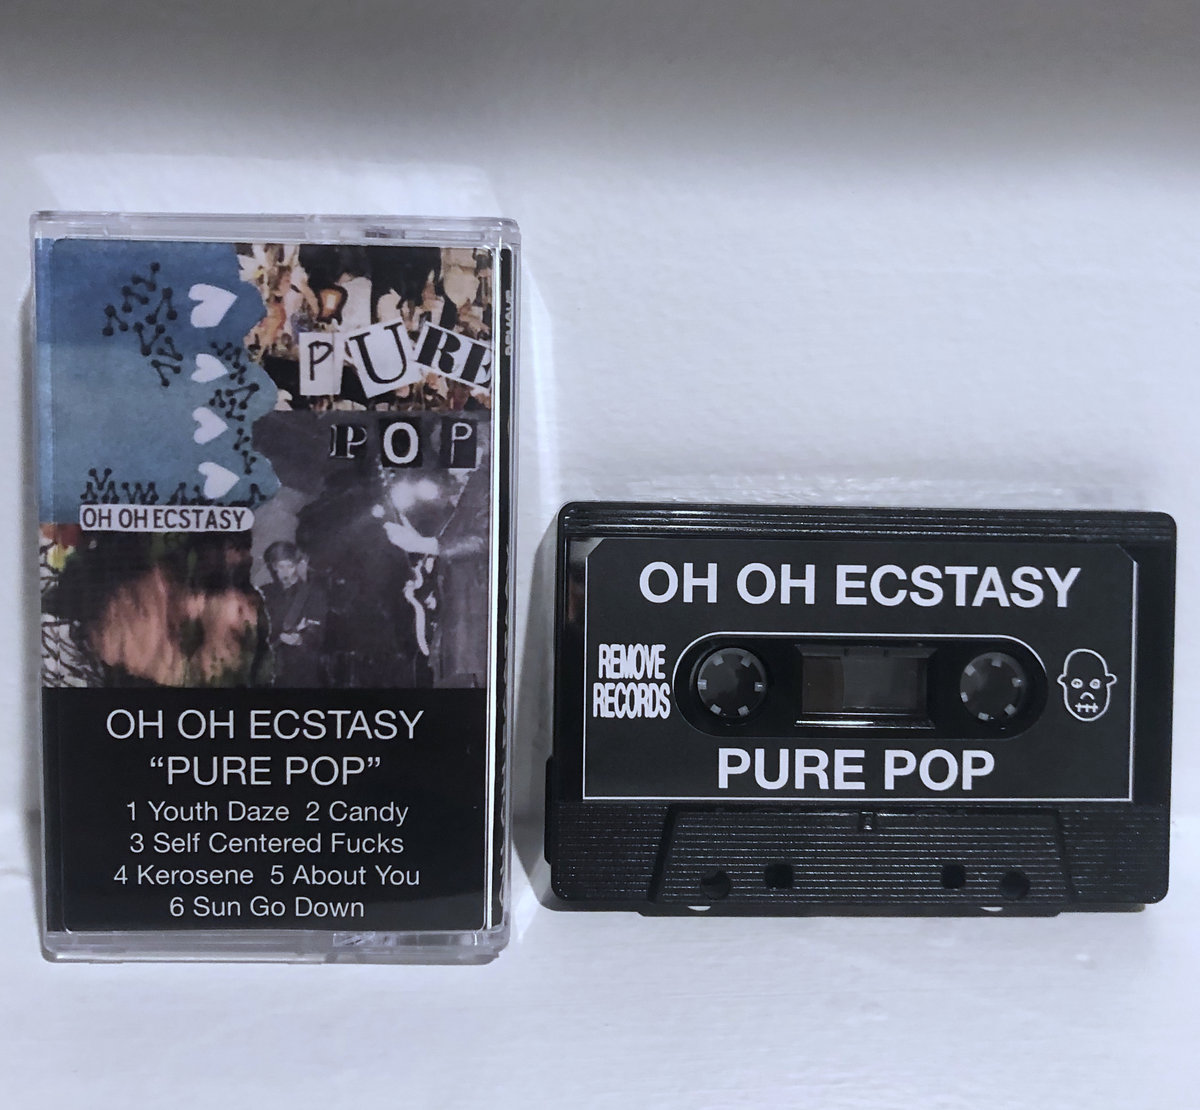 PURE
POP
OH OH ECSTASY
OH OH ECSTASY
“PURE POP”
1 Youth Daze 2 Candy
3 Self Centered Fucks
4 Kerosene 5 About You
6 Sun Go Down
REMOVE
OH OH ECSTASY
REMOVE
RECORDS
PURE POP